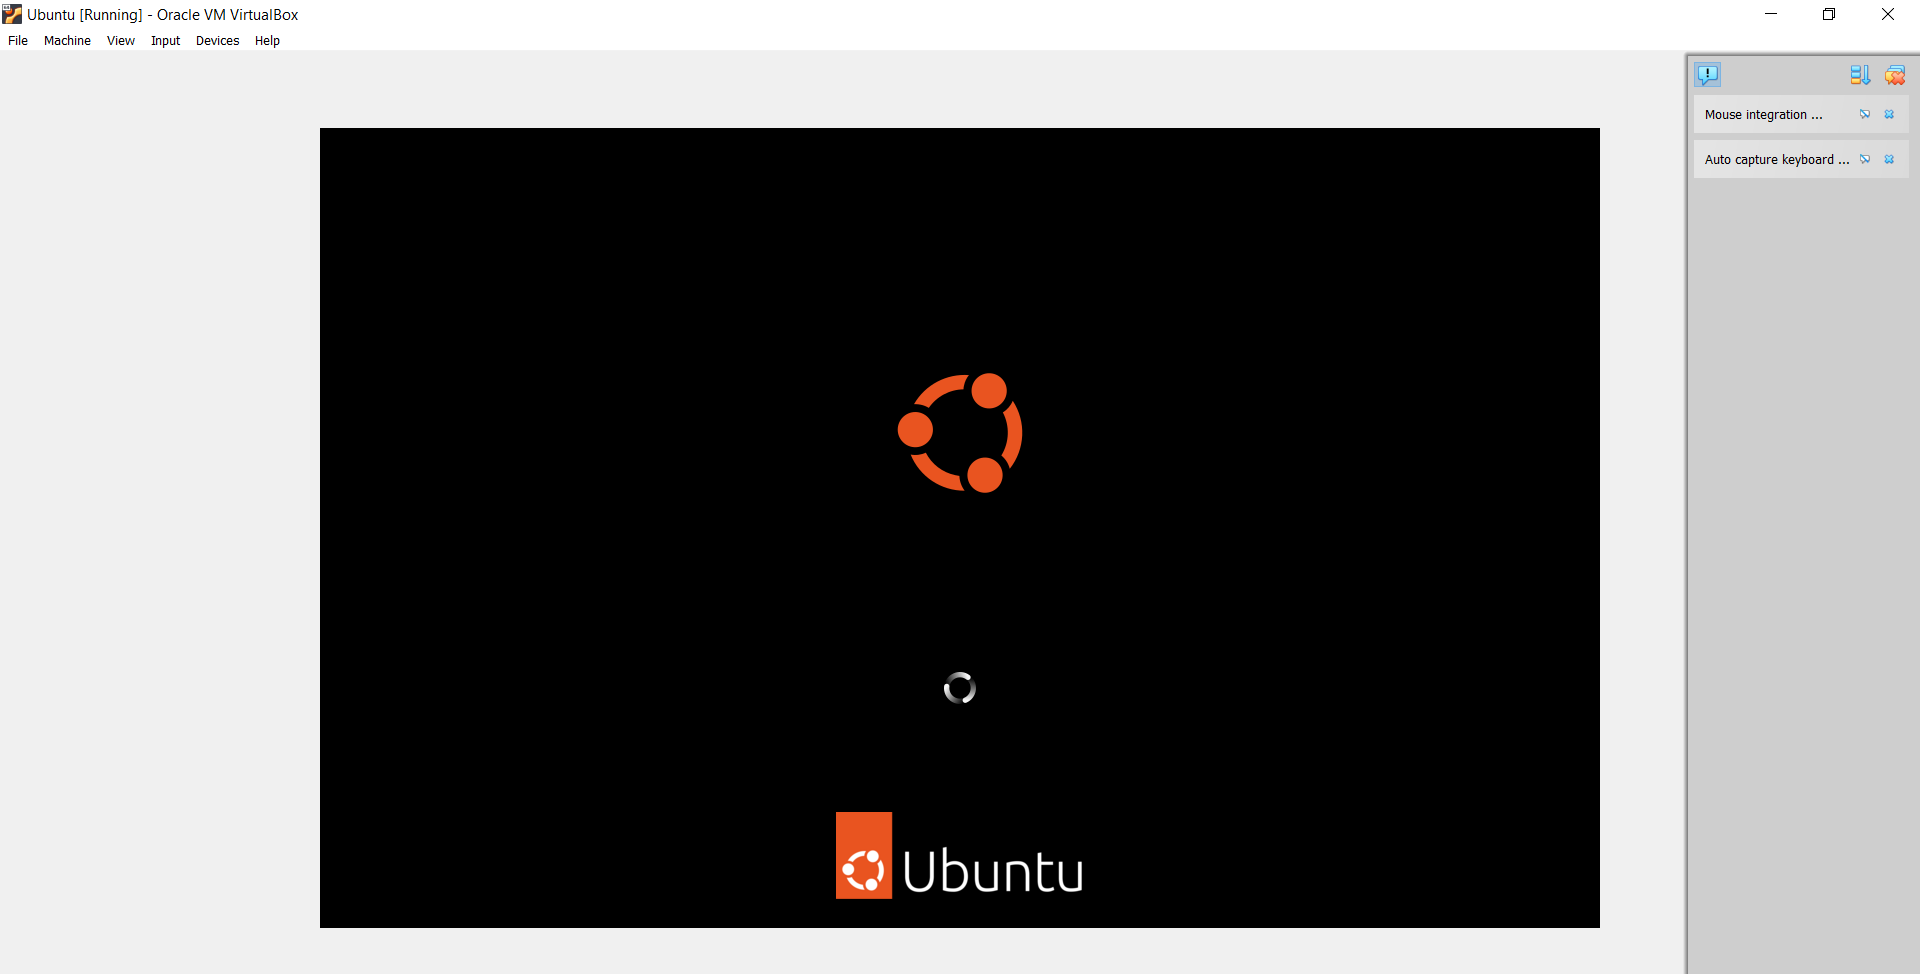 Ubuntu [Running] - Oracle VM VirtualBox
File Machine View Input Devices Help
Mouse integration ...
Auto capture keyboard ...
Ubuntu